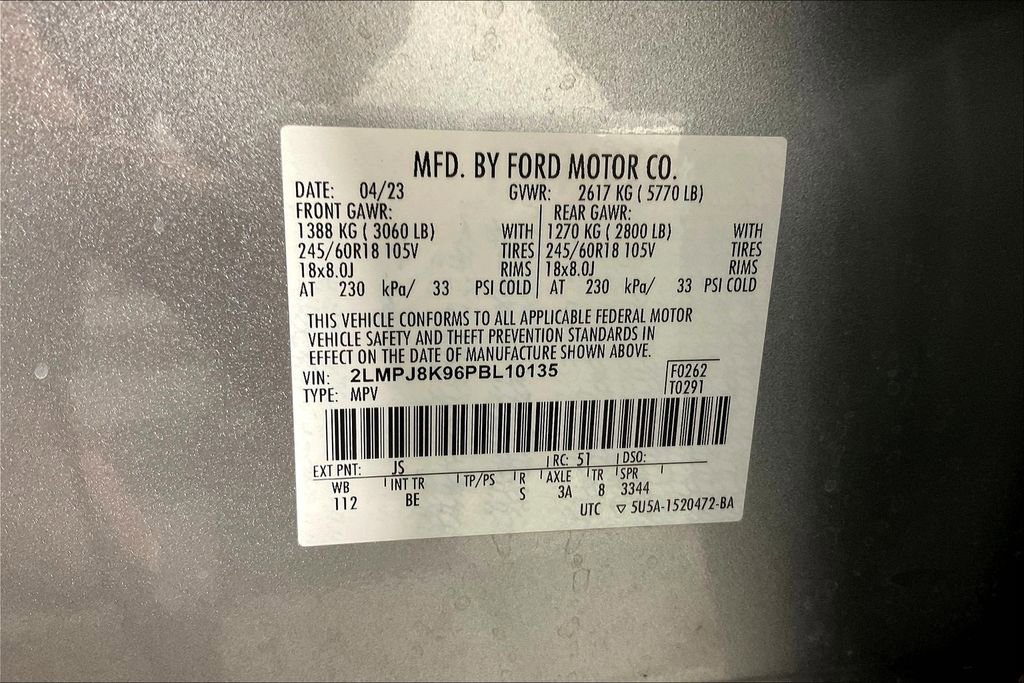 MFD. BY FORD MOTOR CO.
DATE: 04/23 GVWR: 2617 KG ( 5770 LB)
FRONT GAWR: REAR GAWR:
1388 KG ( 3060 LB) WITH 1270 KG ( 2800 LB) WITH
245/60R18 105V TIRES 245/60R18 105V TIRES
18x8.0J RIMS 18x8.0J RIMS
AT 230 kPa/ 33 PSI COLD AT 230 kPa/ 33 PSI COLD
THIS VEHICLE CONFORMS TO ALL APPLICABLE FEDERAL MOTOR
VEHICLE SAFETY AND THEFT PREVENTION STANDARDS IN
EFFECT ON THE DATE OF MANUFACTURE SHOWN ABOVE.
VIN: 2LMPJ8K96PBL10135 F0262
TYPE: MPV T0291
EXT PNT: JS RC: 51 DSO:
WB INT TR TP/PS R AXLE TR SPR
112 BE S 3A 8 3344
UTC ▽ 5U5A-1520472-BA